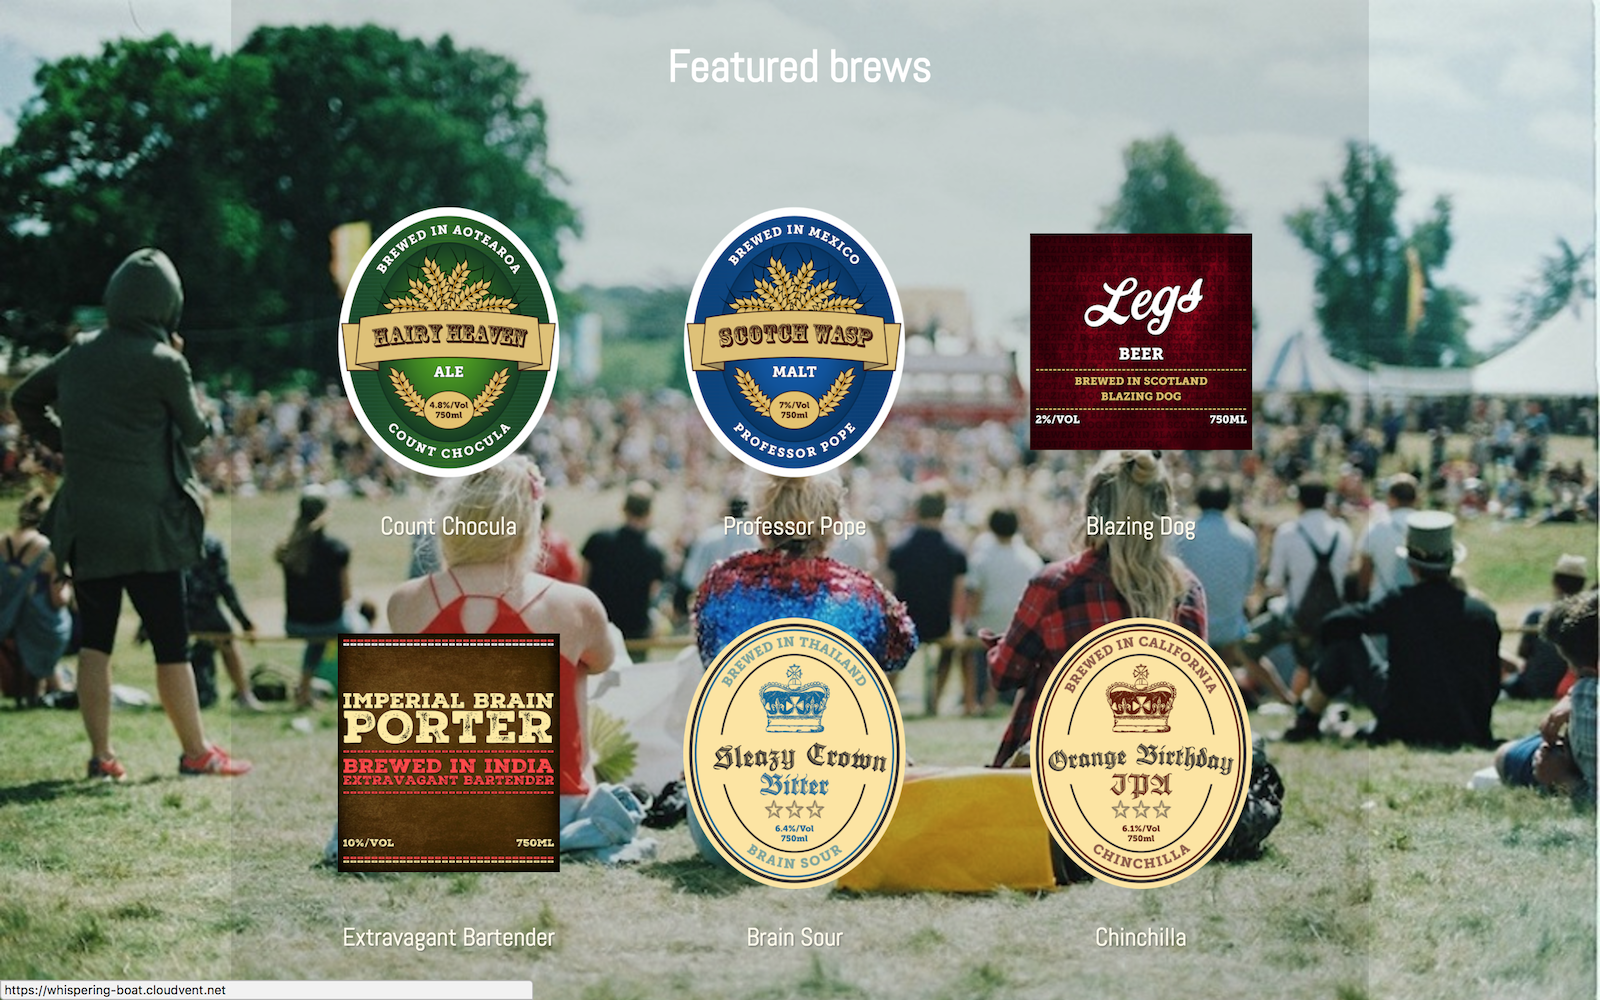 Featured brews
BREWED IN AOTEAROA
HAIRY HEAVEN
ALE
4.8%/Vol
750ml
COUNT CHOCULA
Count Chocula
BREWED IN MEXICO
SCOTCH WASP
MALT
7%/Vol
750ml
PROFESSOR POPE
Professor Pope
Legs
BEER
BREWED IN SCOTLAND
BLAZING DOG
2%/VOL 750ML
Blazing Dog
IMPERIAL BRAIN
PORTER
BREWED IN INDIA
EXTRAVAGANT BARTENDER
10%/VOL 750ML
Extravagant Bartender
BREWED IN THAILAND
Sleazy Crown
Bitter
6.4%/Vol
750ml
BRAIN SOUR
Brain Sour
BREWED IN CALIFORNIA
Orange Birthday
IPA
6.1%/Vol
750ml
CHINCHILLA
Chinchilla
https://whispering-boat.cloudvent.net